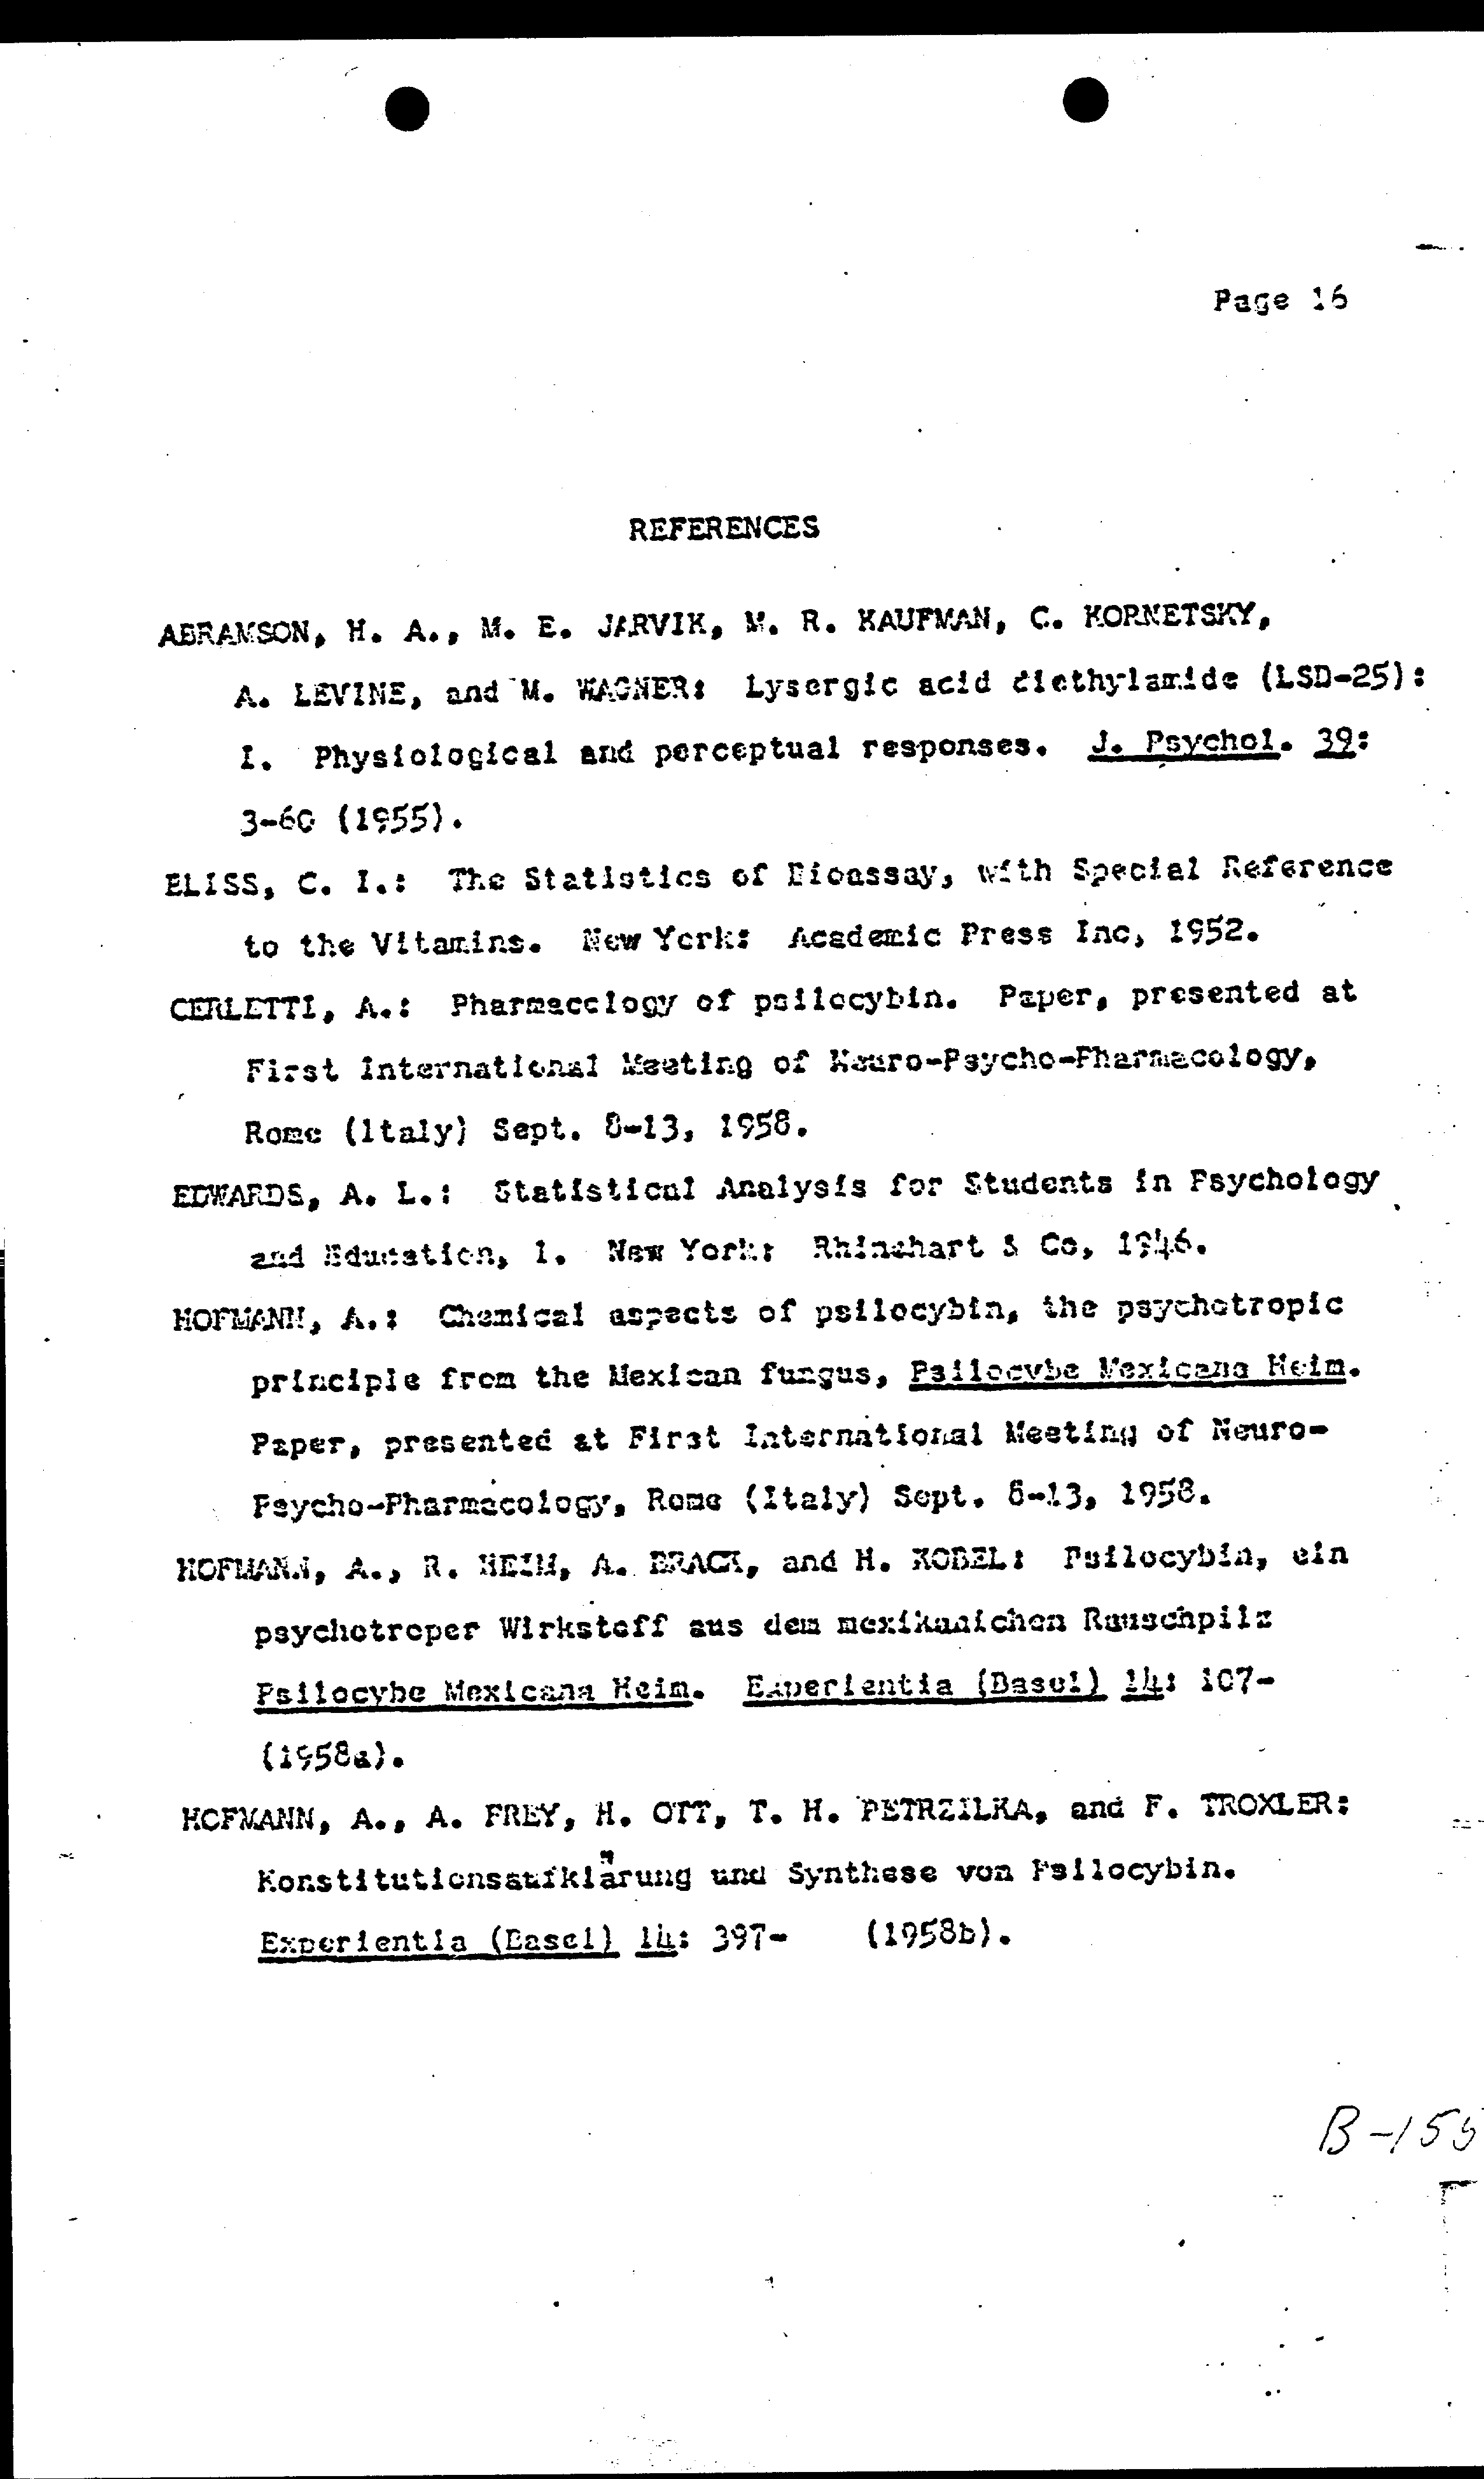 Page 16
REFERENCES
ABRAMSON, H. A., M. E. JARVIK, M. R. KAUFMAN, C. KORNETSKY,
A. LEVINE, and M. WAGNER: Lysergic acid diethylamide (LSD-25):
I. Physiological and perceptual responses. J. Psychol. 39:
3-60 (1955).
BLISS, C. I.: The Statistics of Bioassay, with Special Reference
to the Vitamins. New York: Academic Press Inc, 1952.
CERLETTI, A.: Pharmacology of psilocybin. Paper, presented at
First International Meeting of Neuro-Psycho-Pharmacology,
Rome (Italy) Sept. 8-13, 1958.
EDWARDS, A. L.: Statistical Analysis for Students in Psychology
and Education, 1. New York: Rhinehart & Co, 1946.
HOFMANN, A.: Chemical aspects of psilocybin, the psychotropic
principle from the Mexican fungus, Psilocybe Mexicana Heim.
Paper, presented at First International Meeting of Neuro-
Psycho-Pharmacology, Rome (Italy) Sept. 8-13, 1958.
HOFMANN, A., R. HEIM, A. BRACK, and H. KOBEL: Psilocybin, ein
psychotroper Wirkstoff aus dem mexikanichen Rauschpilz
Psilocybe Mexicana Heim. Experientia (Basel) 14: 107-
(1958a).
HOFMANN, A., A. FREY, H. OTT, T. H. PETRZILKA, and F. TROXLER:
Konstitutionsaufklärung und Synthese von Psilocybin.
Experientia (Basel) 14: 397- (1958b).
B-155